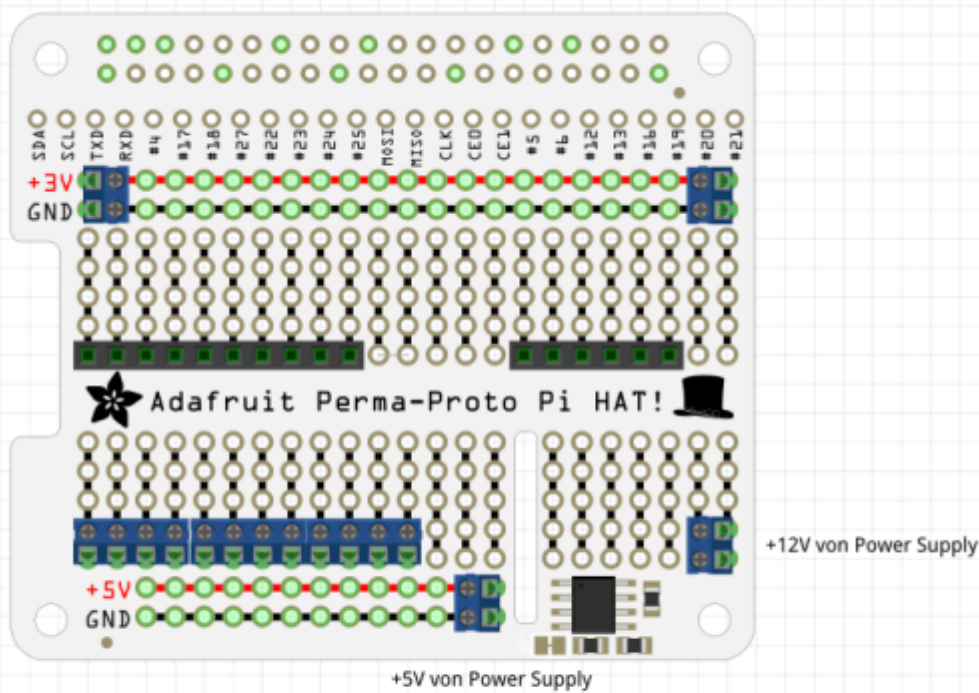 SDA SCL TXD RXD #4 #17 #18 #27 #22 #23 #24 #25 MOSI MISO CLK CE0 CE1 #5 #6 #12 #13 #16 #19 #20 #21
+3V
GND
Adafruit Perma-Proto Pi HAT!
+12V von Power Supply
+5V
GND
+5V von Power Supply